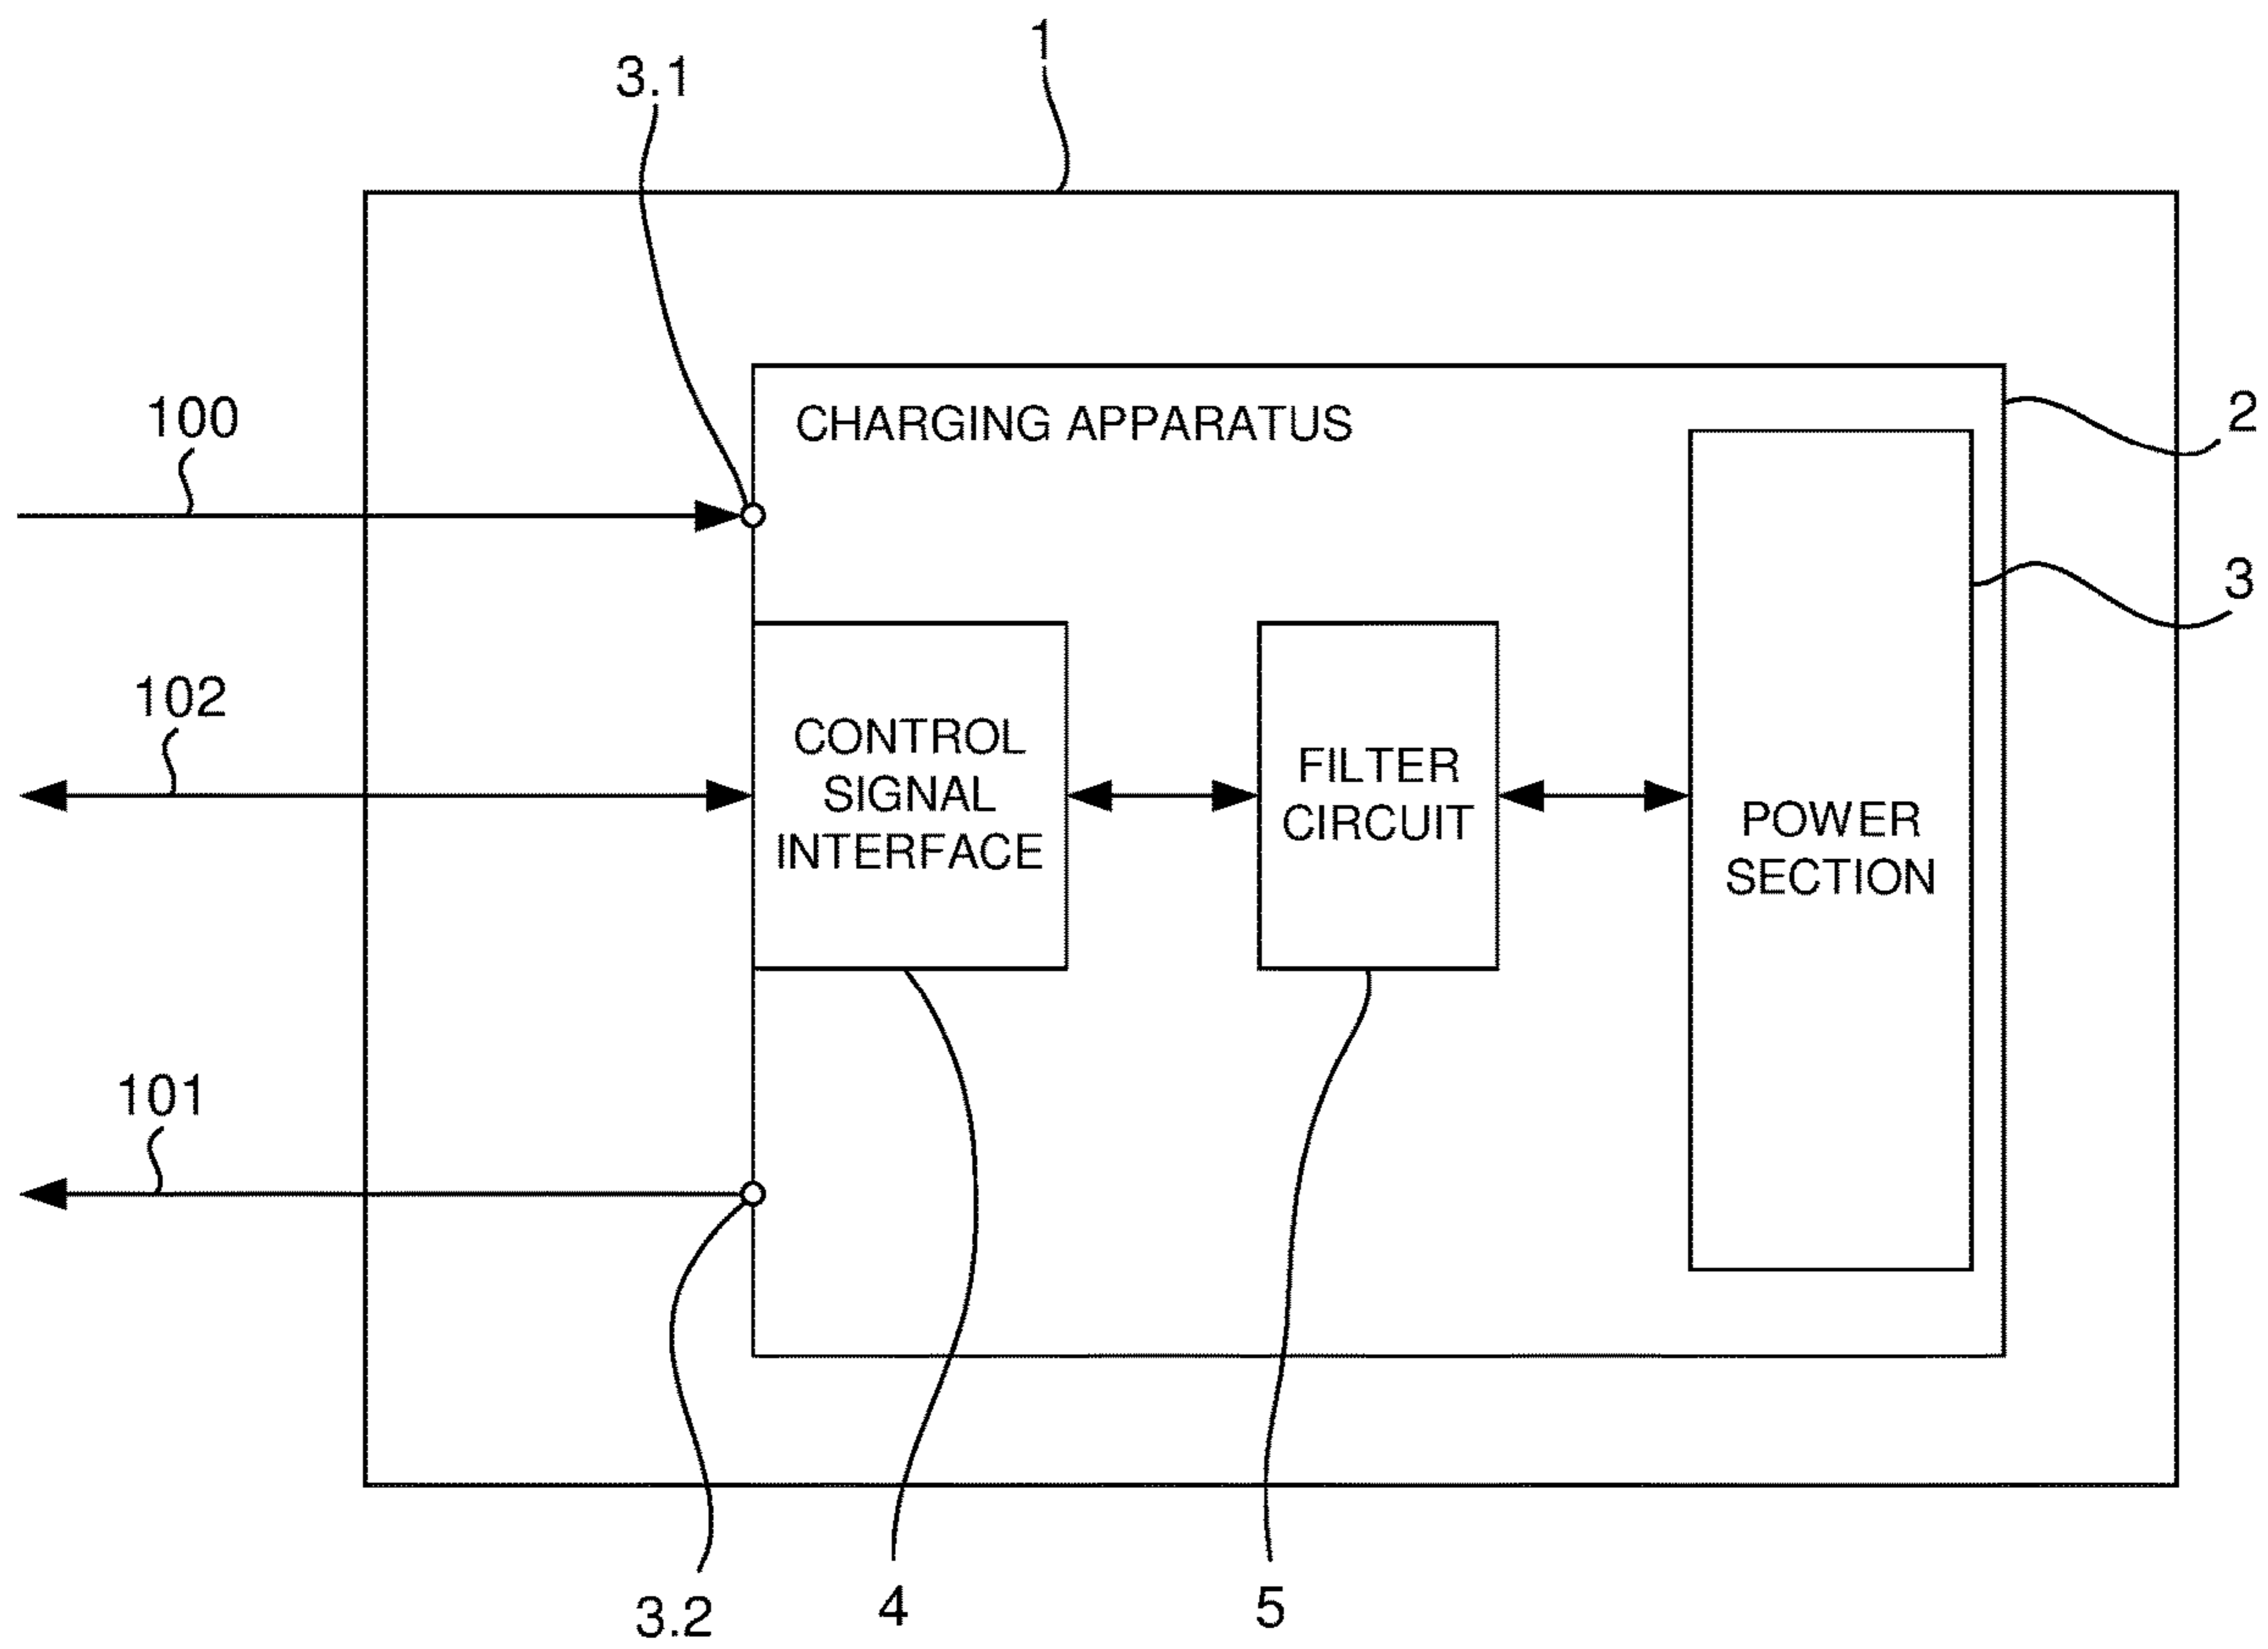 1
3.1
100
CHARGING APPARATUS
2
3
102
CONTROL
SIGNAL
INTERFACE
FILTER
CIRCUIT
POWER
SECTION
101
3.2
4
5